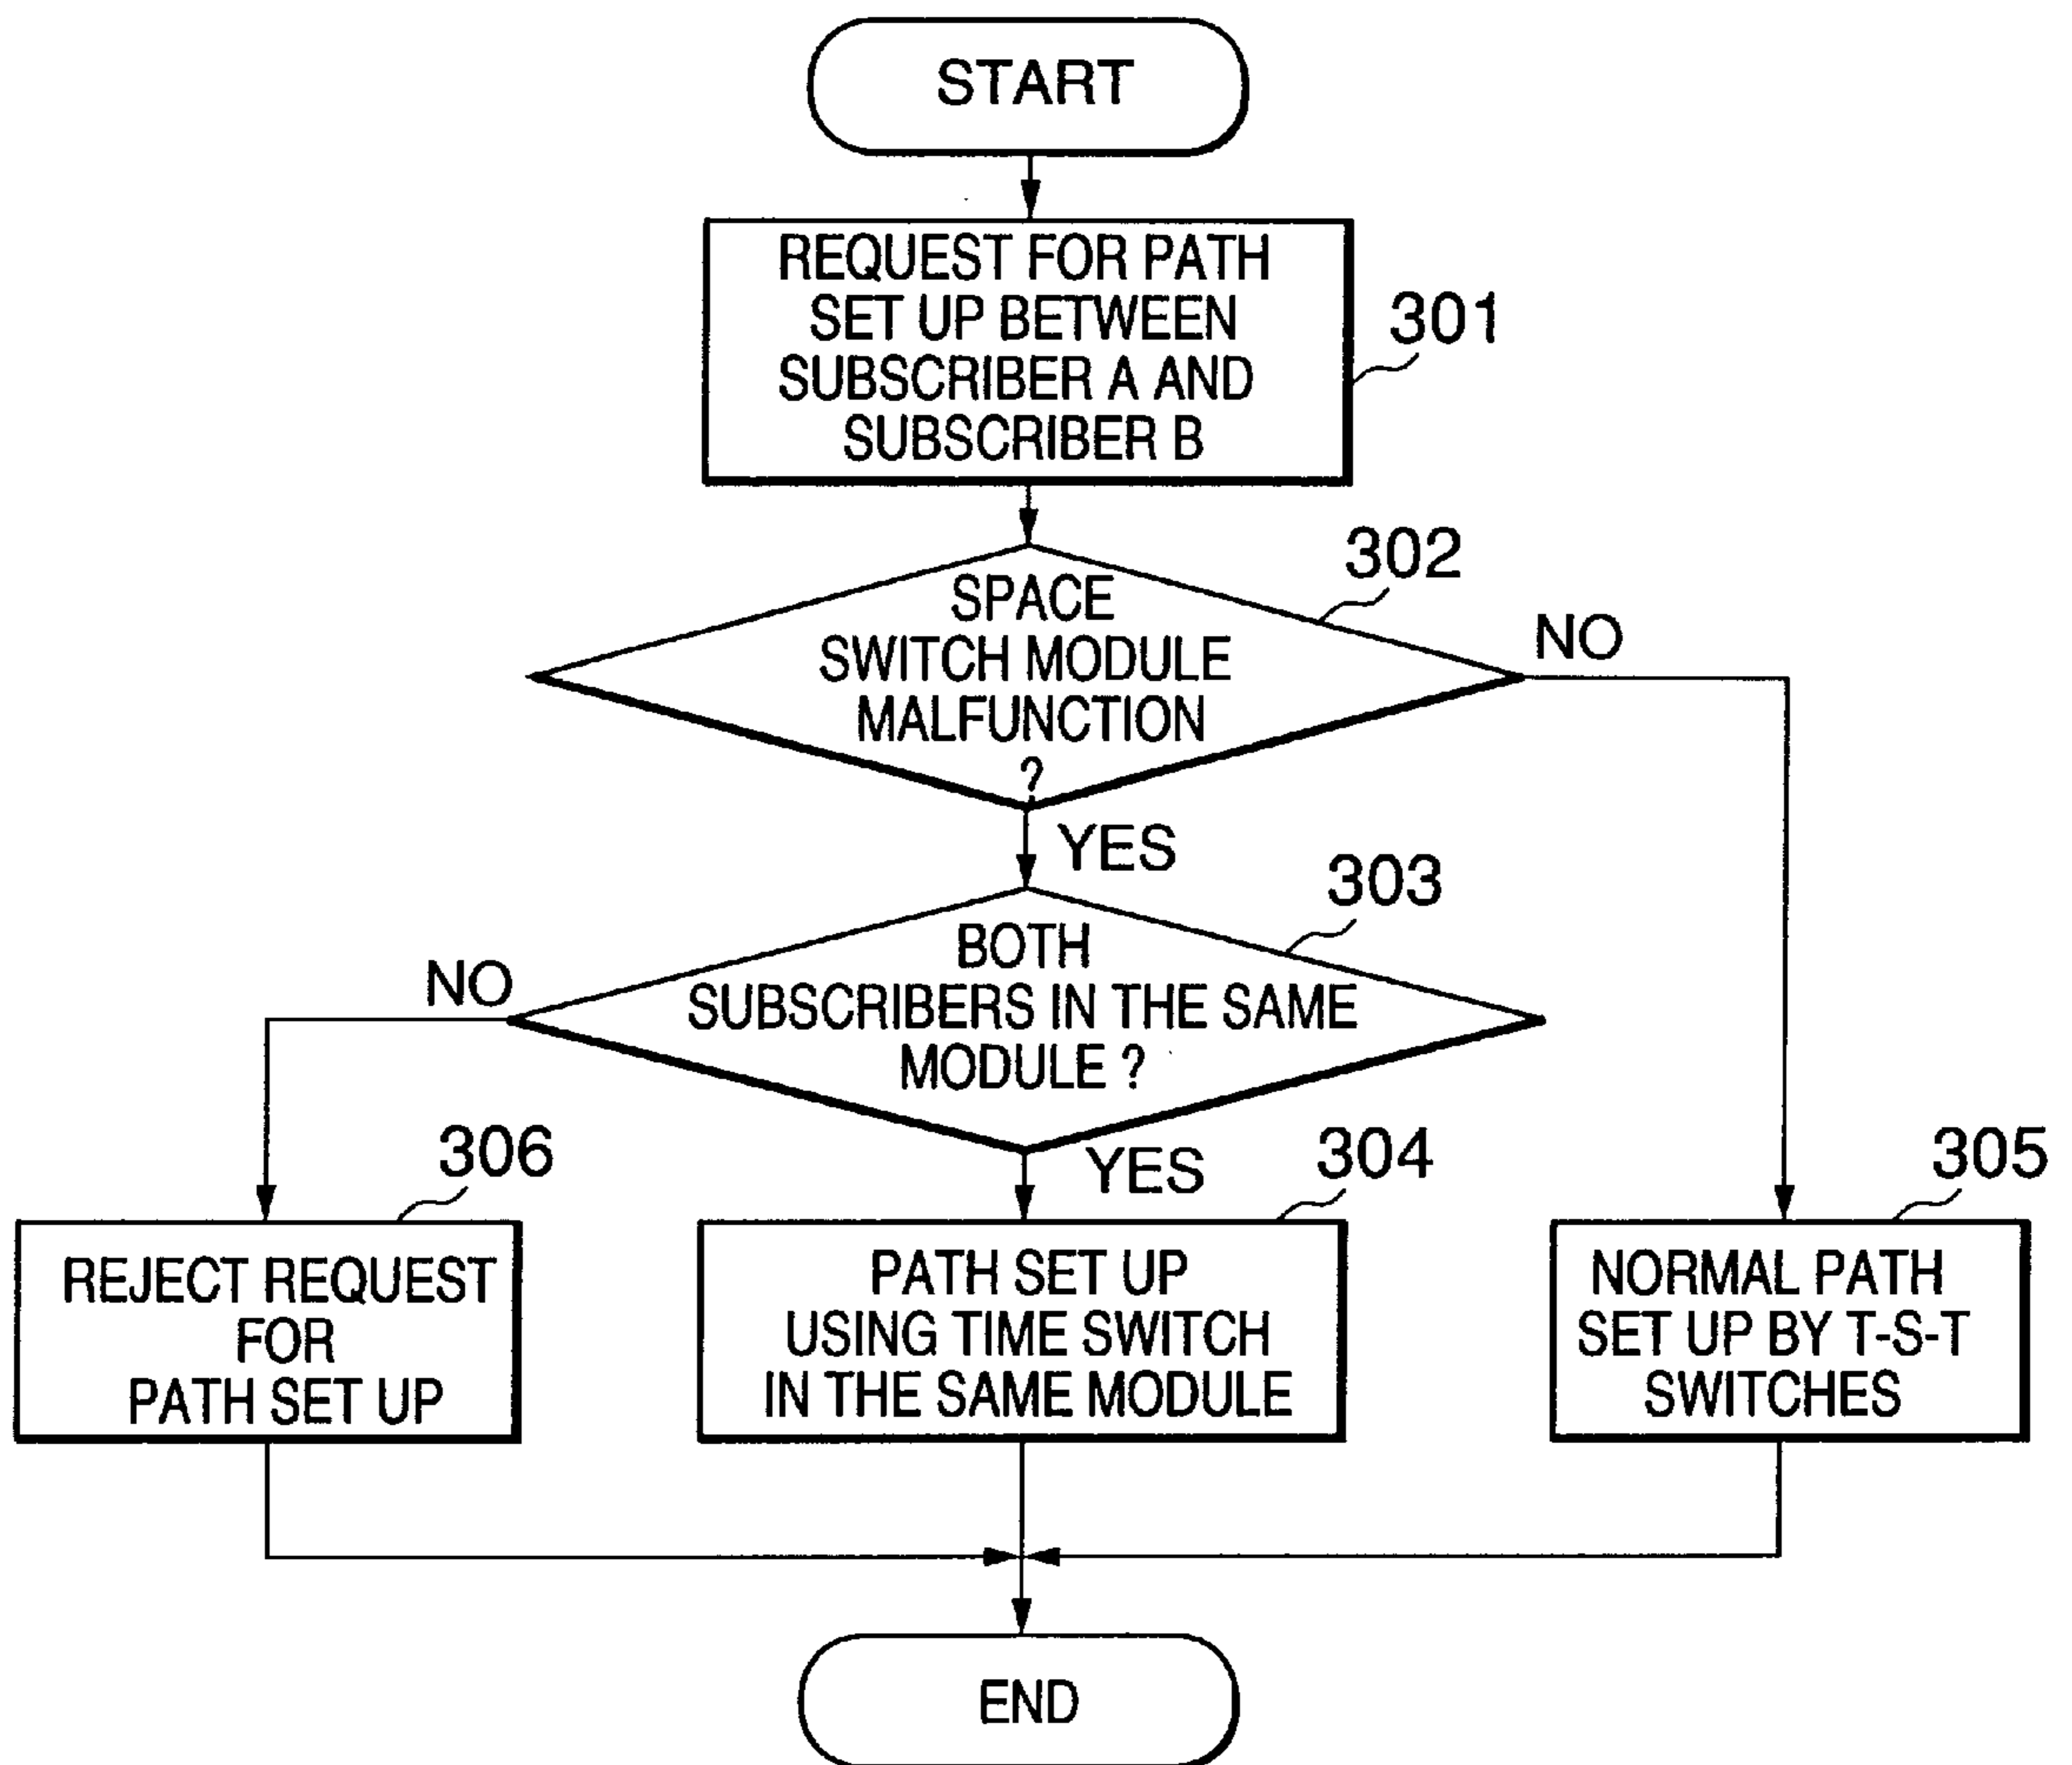 START
REQUEST FOR PATH
SET UP BETWEEN
SUBSCRIBER A AND
SUBSCRIBER B
301
302
SPACE
SWITCH MODULE
MALFUNCTION
?
NO
YES
303
BOTH
SUBSCRIBERS IN THE SAME
MODULE ?
NO
YES
306
REJECT REQUEST
FOR
PATH SET UP
304
PATH SET UP
USING TIME SWITCH
IN THE SAME MODULE
305
NORMAL PATH
SET UP BY T-S-T
SWITCHES
END